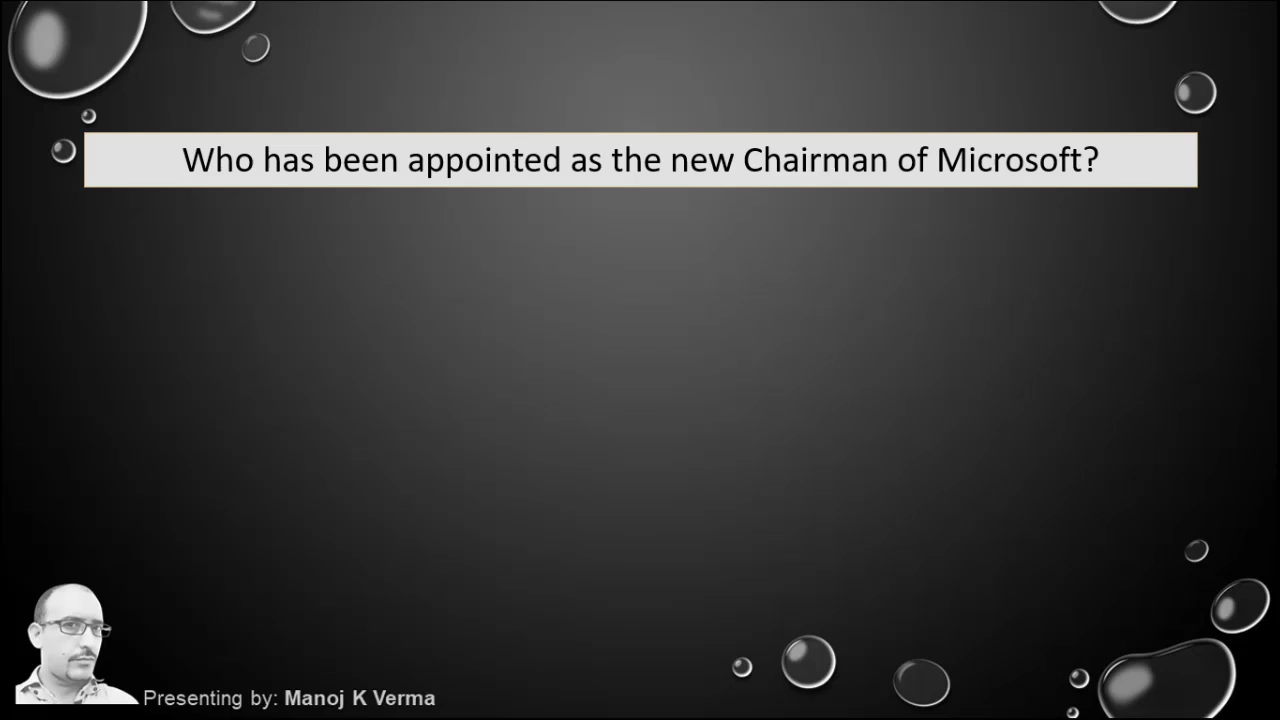 Who has been appointed as the new Chairman of Microsoft?
Presenting by: Manoj K Verma